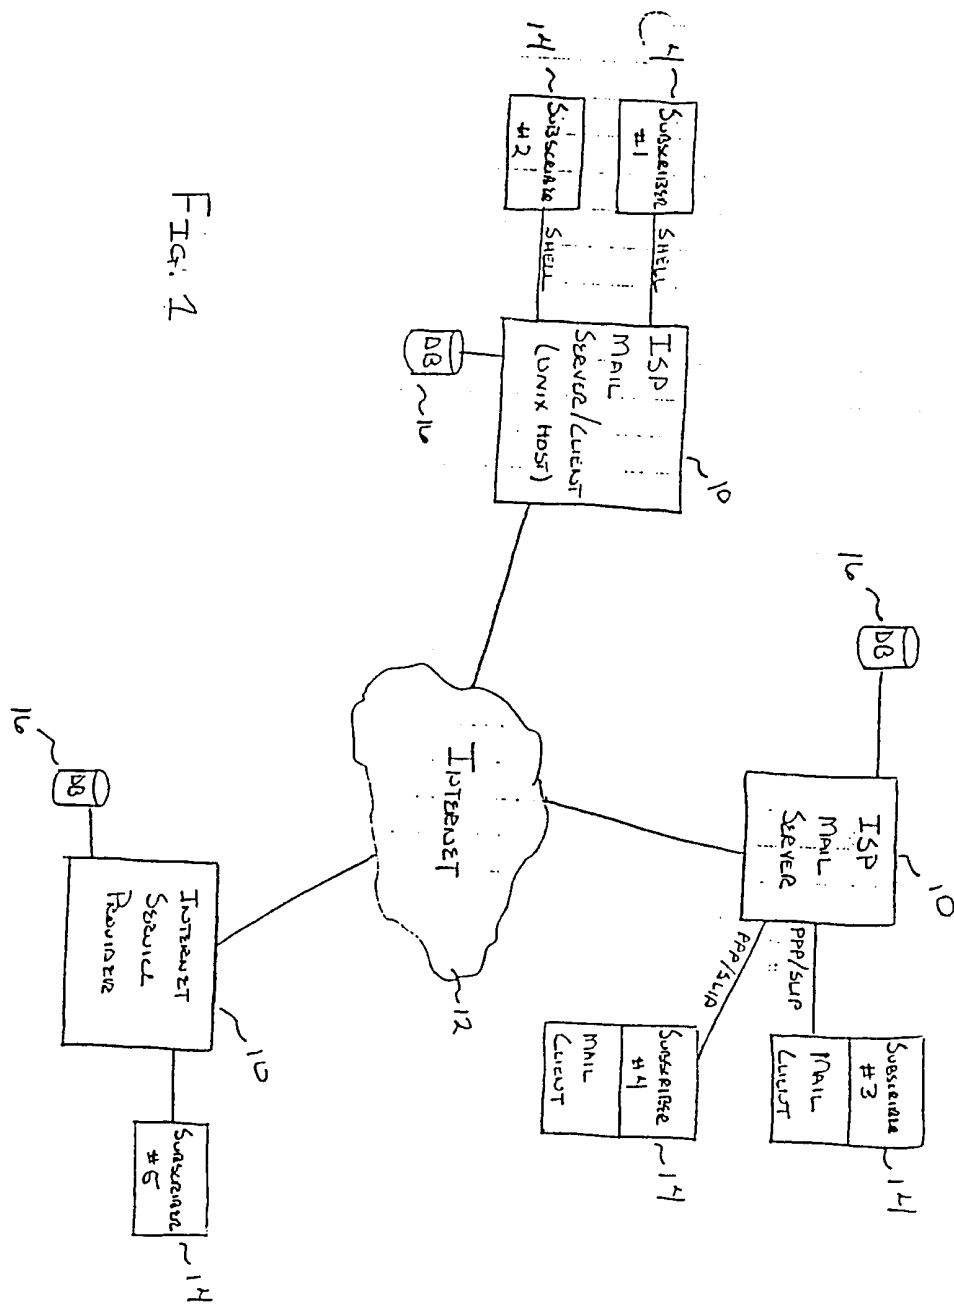 14
SUBSCRIBER
#1
SHELL
14
SUBSCRIBER
#2
SHELL
ISP
MAIL
SERVER/CLIENT
(UNIX HOST)
10
DB
16
16
DB
ISP
MAIL
SERVER
10
PPP/SLIP
PPP/SLIP
SUBSCRIBER
#3
MAIL
CLIENT
14
SUBSCRIBER
#4
MAIL
CLIENT
14
INTERNET
12
16
DB
INTERNET
SERVICE
PROVIDER
10
SUBSCRIBER
#5
14
FIG. 1